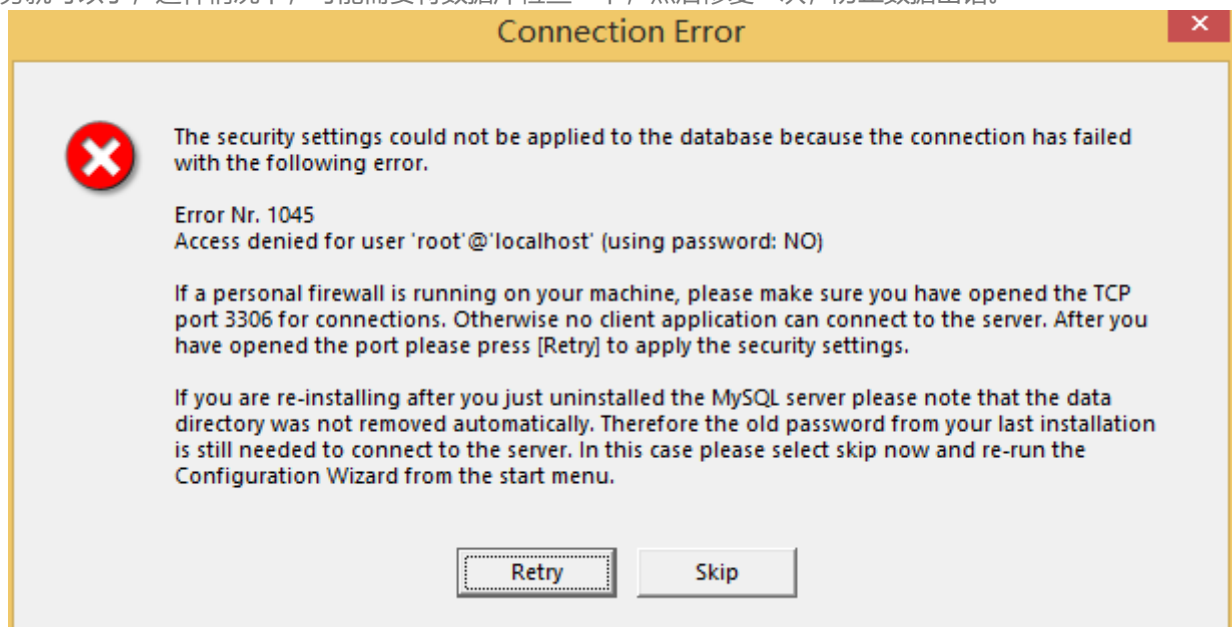 Connection Error
The security settings could not be applied to the database because the connection has failed
with the following error.
Error Nr. 1045
Access denied for user 'root'@'localhost' (using password: NO)
If a personal firewall is running on your machine, please make sure you have opened the TCP
port 3306 for connections. Otherwise no client application can connect to the server. After you
have opened the port please press [Retry] to apply the security settings.
If you are re-installing after you just uninstalled the MySQL server please note that the data
directory was not removed automatically. Therefore the old password from your last installation
is still needed to connect to the server. In this case please select skip now and re-run the
Configuration Wizard from the start menu.
Retry
Skip